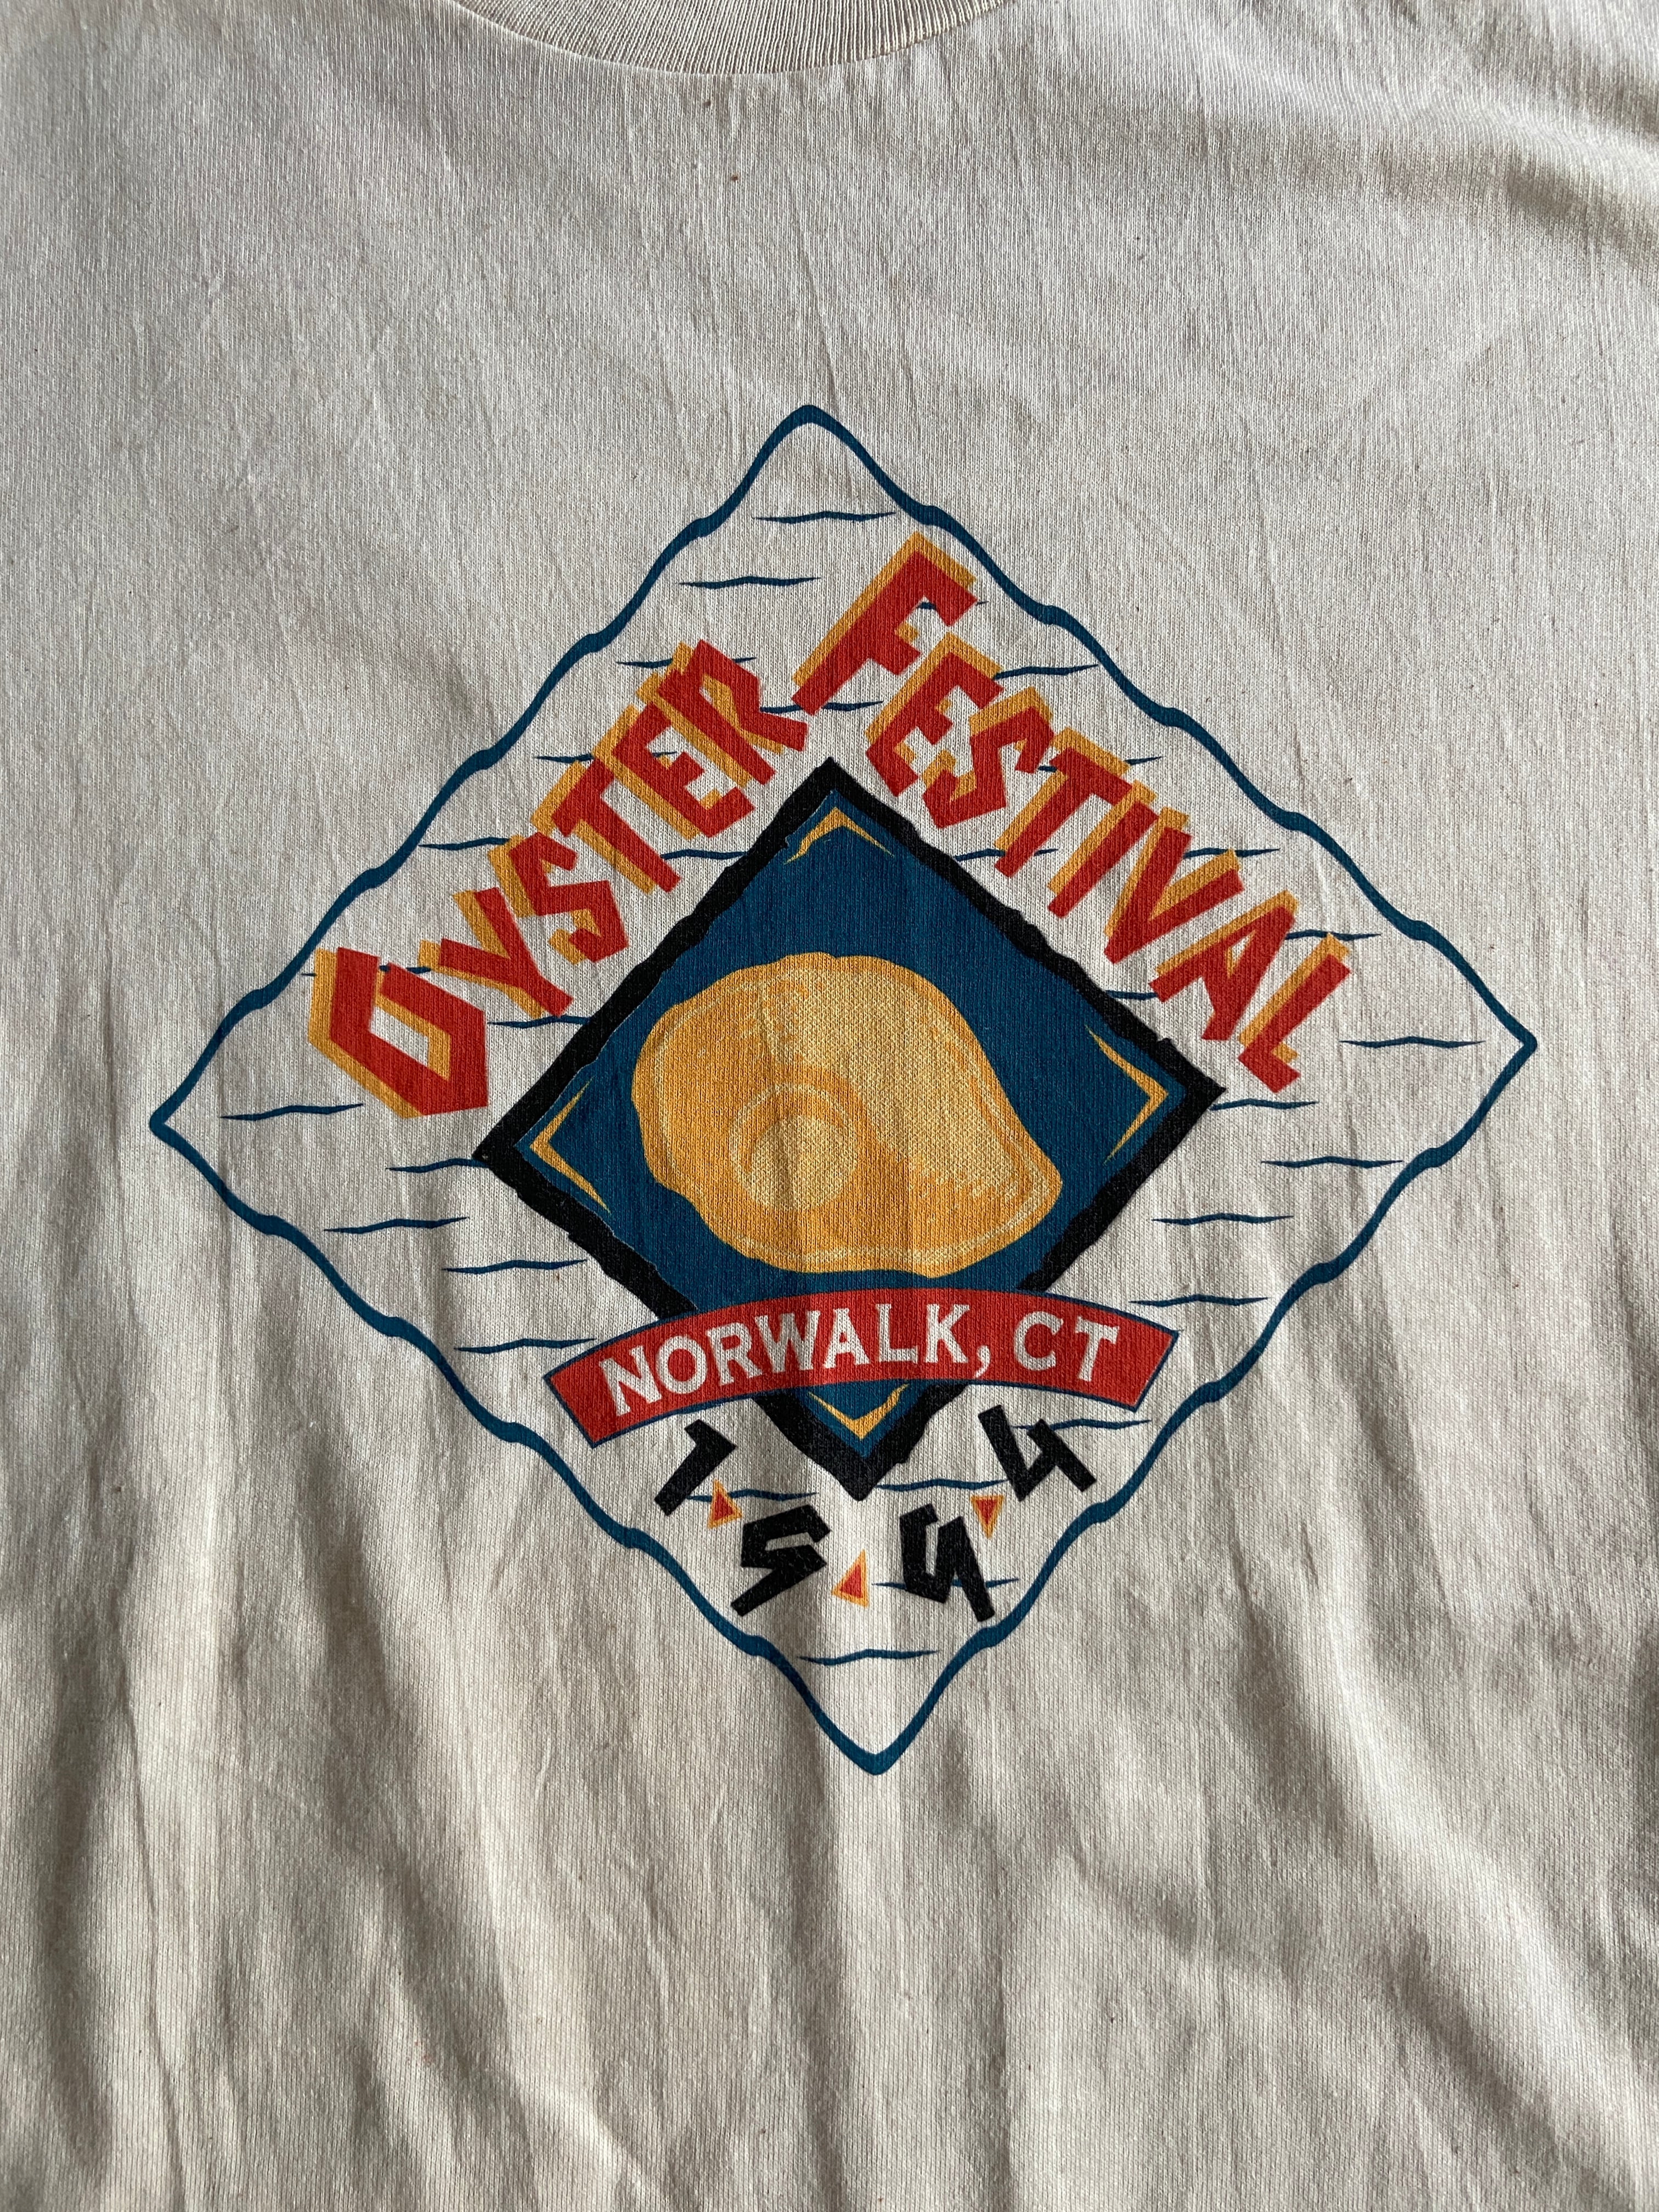 OYSTER FESTIVAL
NORWALK, CT
1994